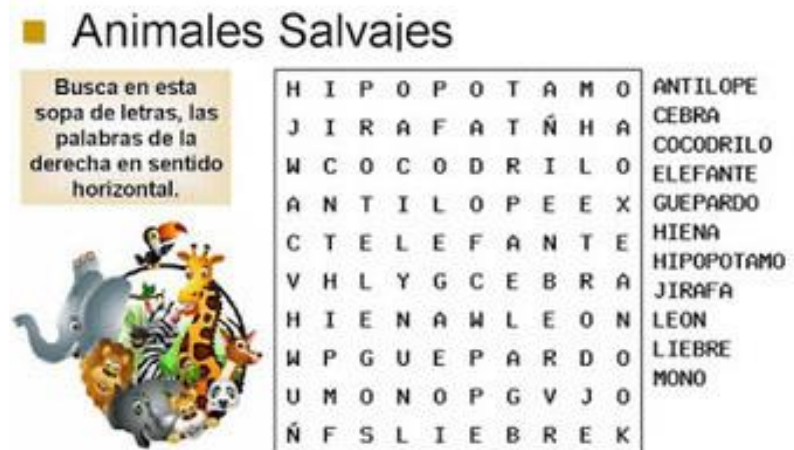 Animales Salvajes
Busca en esta
sopa de letras, las
palabras de la
derecha en sentido
horizontal.
H I P O P O T A M O
J I R A F A T Ñ H A
W C O C O D R I L O
A N T I L O P E E X
C T E L E F A N T E
V H L Y G C E B R A
H I E N A W L E O N
W P G U E P A R D O
U M O N O P G V J O
Ñ F S L I E B R E K
ANTILOPE
CEBRA
COCODRILO
ELEFANTE
GUEPARDO
HIENA
HIPOPOTAMO
JIRAFA
LEON
LIEBRE
MONO